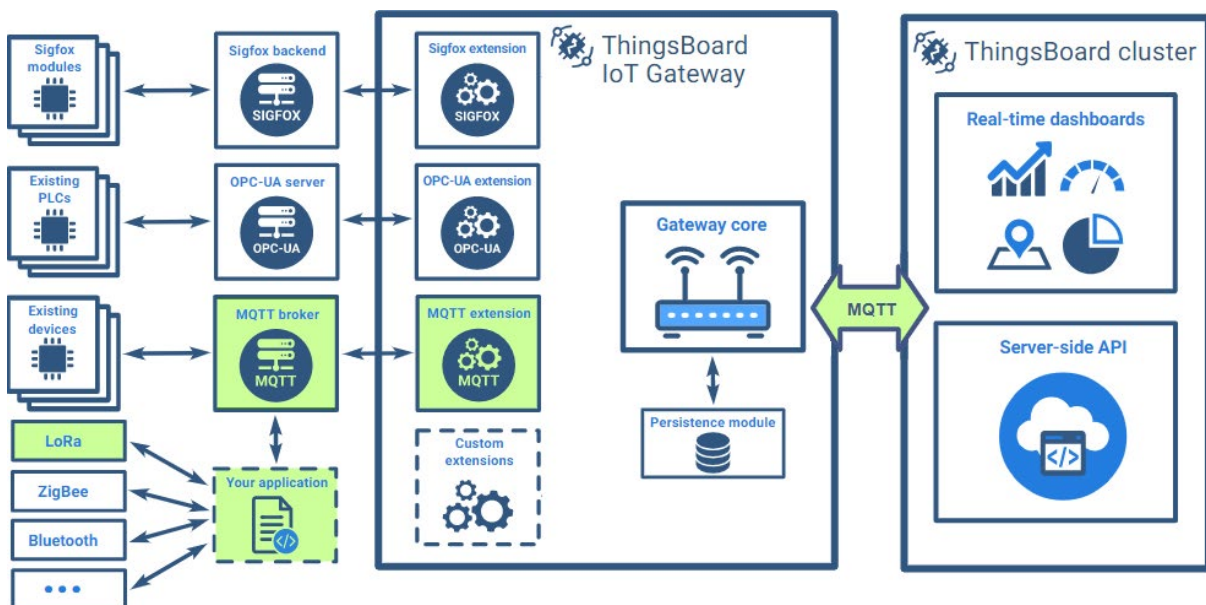 Sigfox
modules
Sigfox backend
SIGFOX
Sigfox extension
SIGFOX
ThingsBoard
IoT Gateway
ThingsBoard cluster
Real-time dashboards
Existing
PLCs
OPC-UA server
OPC-UA
OPC-UA extension
OPC-UA
Gateway core
MQTT
Existing
devices
MQTT broker
MQTT
MQTT extension
MQTT
Server-side API
</>
LoRa
ZigBee
Bluetooth
•••
Your application
</>
Custom
extensions
Persistence module